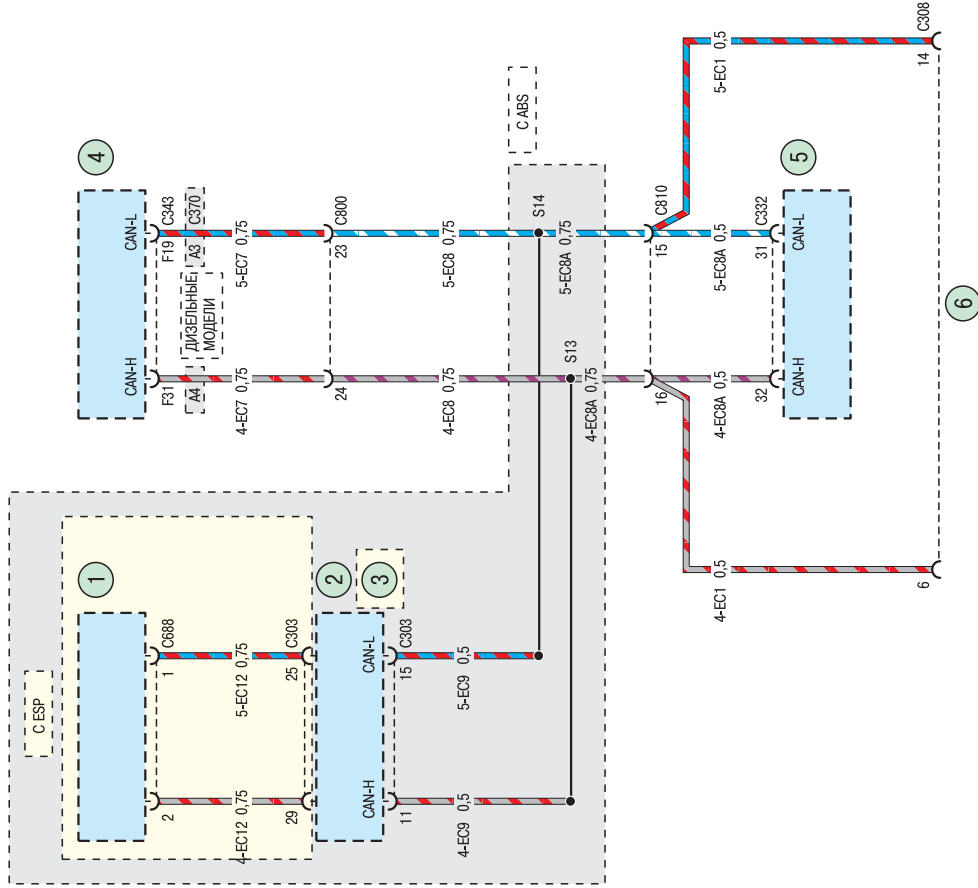 4
CAN-H
CAN-L
F31
F19
C343
A4
ДИЗЕЛЬНЫЕ
МОДЕЛИ
A3
C370
4-EC7 0,75
5-EC7 0,75
24
23
C800
4-EC8 0,75
5-EC8 0,75
C ABS
S14
S13
4-EC8A 0,75
5-EC8A 0,75
16
15
C810
4-EC8A 0,5
5-EC8A 0,5
32
31
C332
CAN-H
CAN-L
5
4-EC1 0,5
5-EC1 0,5
6
14
C308
6
C ESP
1
2
1
C688
4-EC12 0,75
5-EC12 0,75
29
25
C303
2
3
CAN-H
CAN-L
11
15
C303
4-EC9 0,5
5-EC9 0,5